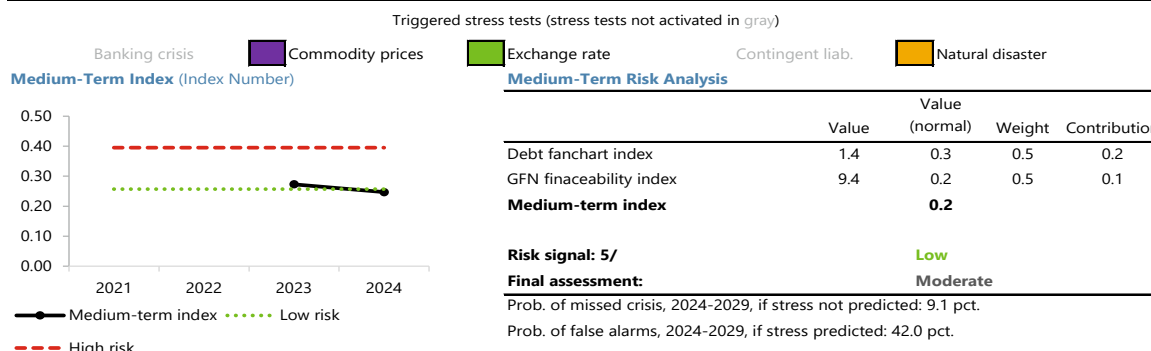 Triggered stress tests (stress tests not activated in gray)
Banking crisis Commodity prices Exchange rate Contingent liab. Natural disaster
Medium-Term Index (Index Number)
0.50
0.40
0.30
0.20
0.10
0.00
2021 2022 2023 2024
Medium-term index Low risk
High risk
Medium-Term Risk Analysis
Value Value (normal) Weight Contributio
Debt fanchart index 1.4 0.3 0.5 0.2
GFN finaceability index 9.4 0.2 0.5 0.1
Medium-term index 0.2
Risk signal: 5/ Low
Final assessment: Moderate
Prob. of missed crisis, 2024-2029, if stress not predicted: 9.1 pct.
Prob. of false alarms, 2024-2029, if stress predicted: 42.0 pct.